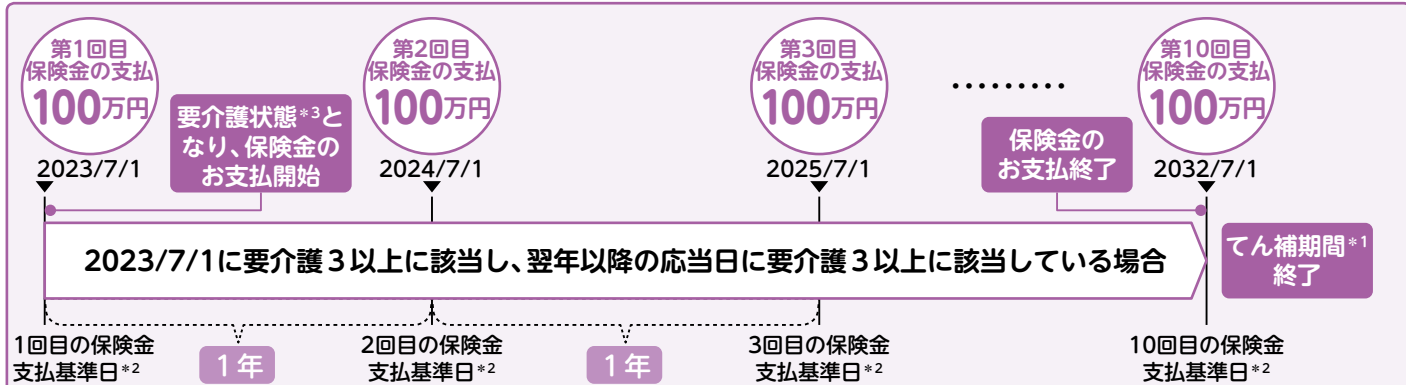 第1回目
保険金の支払
100万円
2023/7/1
要介護状態*3と
なり、保険金の
お支払開始
第2回目
保険金の支払
100万円
2024/7/1
第3回目
保険金の支払
100万円
2025/7/1
………
保険金の
お支払終了
第10回目
保険金の支払
100万円
2032/7/1
2023/7/1に要介護3以上に該当し、翌年以降の応当日に要介護3以上に該当している場合
てん補期間*1
終了
1回目の保険金
支払基準日*2
1年
2回目の保険金
支払基準日*2
1年
3回目の保険金
支払基準日*2
10回目の保険金
支払基準日*2